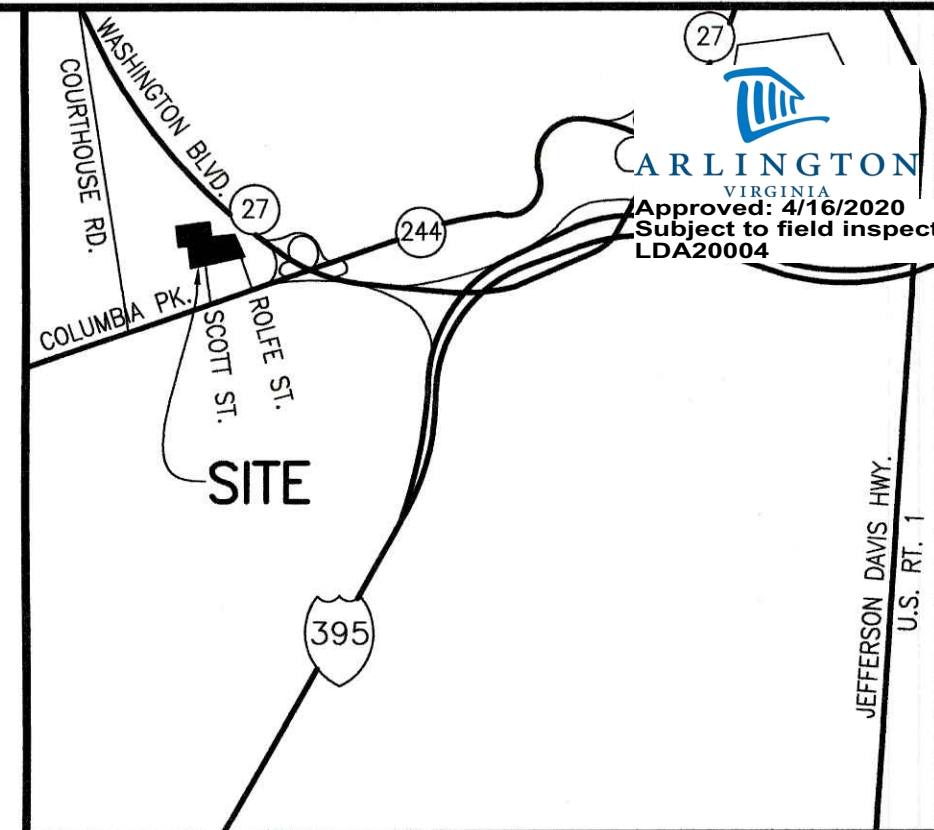 27
WASHINGTON BLVD.
COURTHOUSE RD.
ARLINGTON
VIRGINIA
Approved: 4/16/2020
Subject to field inspect
LDA20004
27
244
COLUMBIA PK.
SCOTT ST.
ROLFE ST.
SITE
395
JEFFERSON DAVIS HWY.
U.S. RT. 1